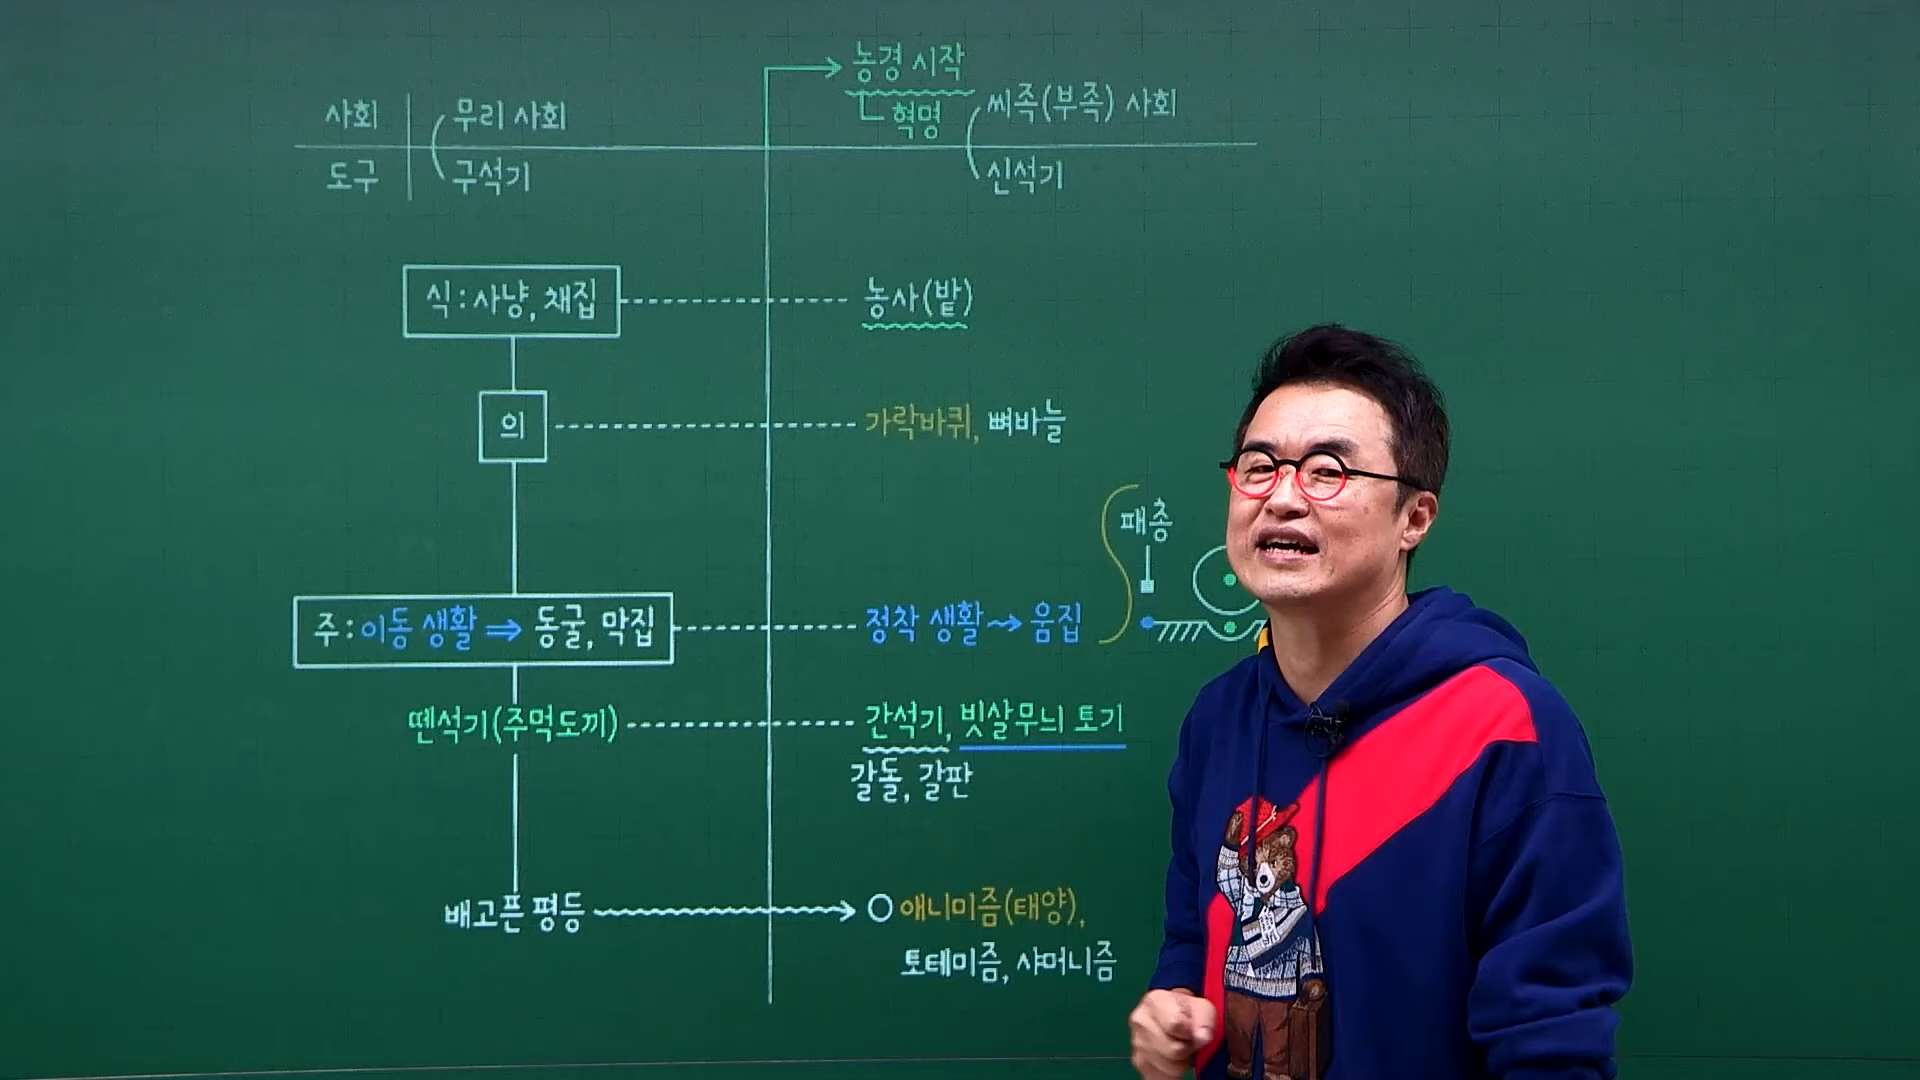 농경 시작
혁명
사회 무리 사회 씨족(부족) 사회
도구 구석기 신석기
식:사냥, 채집 농사(밭)
의 가락바퀴, 뼈바늘
패총
주:이동 생활 ⇒ 동굴, 막집 정착 생활 → 움집
뗀석기(주먹도끼) 간석기, 빗살무늬 토기
갈돌, 갈판
배고픈 평등 → 애니미즘(태양),
토테미즘, 샤머니즘